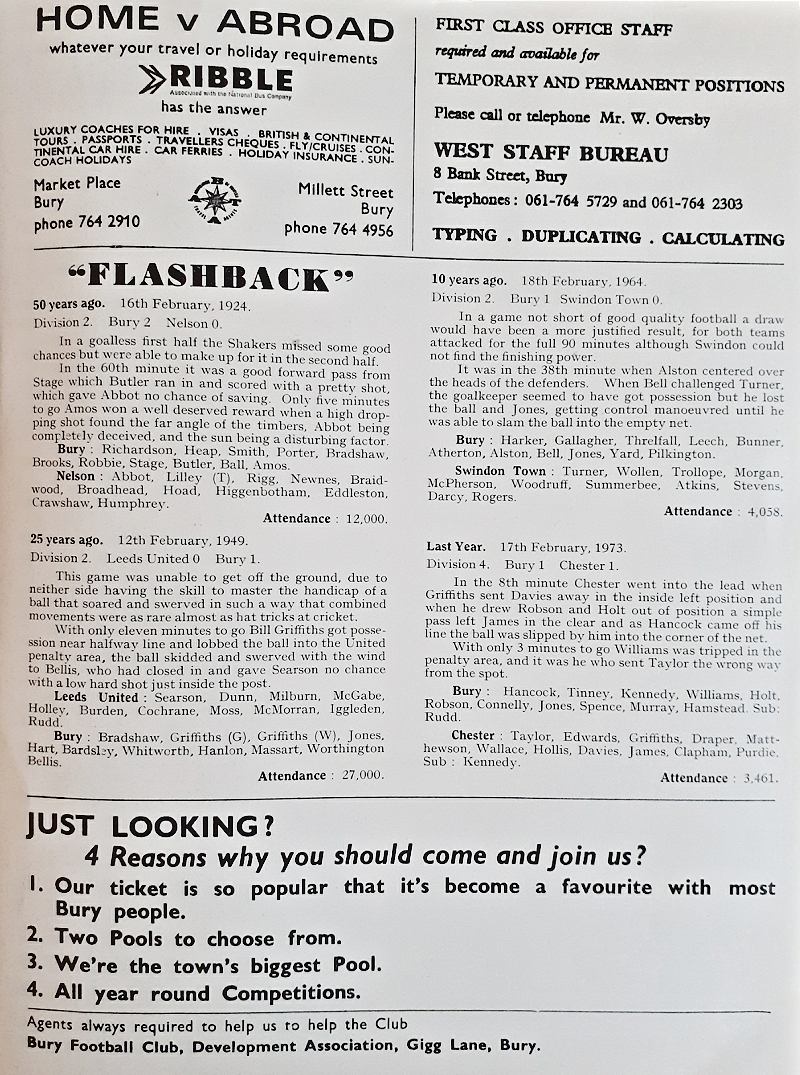 HOME v ABROAD
whatever your travel or holiday requirements
RIBBLE
Associated with the National Bus Company
has the answer
LUXURY COACHES FOR HIRE . VISAS . BRITISH & CONTINENTAL
TOURS . PASSPORTS . TRAVELLERS CHEQUES . FLY/CRUISES . CON-
TINENTAL CAR HIRE . CAR FERRIES . HOLIDAY INSURANCE . SUN-
COACH HOLIDAYS
Market Place
Bury
phone 764 2910
Millett Street
Bury
phone 764 4956
FIRST CLASS OFFICE STAFF
required and available for
TEMPORARY AND PERMANENT POSITIONS
Please call or telephone Mr. W. Oversby
WEST STAFF BUREAU
8 Bank Street, Bury
Telephones: 061-764 5729 and 061-764 2303
TYPING . DUPLICATING . CALCULATING
"FLASHBACK"
50 years ago. 16th February, 1924.
Division 2. Bury 2 Nelson 0.
In a goalless first half the Shakers missed some good
chances but were able to make up for it in the second half.
In the 60th minute it was a good forward pass from
Stage which Butler ran in and scored with a pretty shot,
which gave Abbot no chance of saving. Only five minutes
to go Amos won a well deserved reward when a high drop-
ping shot found the far angle of the timbers, Abbot being
completely deceived, and the sun being a disturbing factor.
Bury : Richardson, Heap, Smith, Porter, Bradshaw,
Brooks, Robbie, Stage, Butler, Ball, Amos.
Nelson : Abbot, Lilley (T), Rigg, Newnes, Braid-
wood, Broadhead, Hoad, Higgenbotham, Eddleston,
Crawshaw, Humphrey.
Attendance : 12,000.
25 years ago. 12th February, 1949.
Division 2. Leeds United 0 Bury 1.
This game was unable to get off the ground, due to
neither side having the skill to master the handicap of a
ball that soared and swerved in such a way that combined
movements were as rare almost as hat tricks at cricket.
With only eleven minutes to go Bill Griffiths got posse-
ssion near halfway line and lobbed the ball into the United
penalty area, the ball skidded and swerved with the wind
to Bellis, who had closed in and gave Searson no chance
with a low hard shot just inside the post.
Leeds United : Searson, Dunn, Milburn, McGabe,
Holley, Burden, Cochrane, Moss, McMorran, Iggleden,
Rudd.
Bury : Bradshaw, Griffiths (G), Griffiths (W), Jones,
Hart, Bardsley, Whitworth, Hanlon, Massart, Worthington
Bellis.
Attendance : 27,000.
10 years ago. 18th February, 1964.
Division 2. Bury 1 Swindon Town 0.
In a game not short of good quality football a draw
would have been a more justified result, for both teams
attacked for the full 90 minutes although Swindon could
not find the finishing power.
It was in the 38th minute when Alston centered over
the heads of the defenders. When Bell challenged Turner,
the goalkeeper seemed to have got possession but he lost
the ball and Jones, getting control manoeuvred until he
was able to slam the ball into the empty net.
Bury : Harker, Gallagher, Threlfall, Leech, Bunner,
Atherton, Alston, Bell, Jones, Yard, Pilkington.
Swindon Town : Turner, Wollen, Trollope, Morgan,
McPherson, Woodruff, Summerbee, Atkins, Stevens,
Darcy, Rogers.
Attendance : 4,058.
Last Year. 17th February, 1973.
Division 4. Bury 1 Chester 1.
In the 8th minute Chester went into the lead when
Griffiths sent Davies away in the inside left position and
when he drew Robson and Holt out of position a simple
pass left James in the clear and as Hancock came off his
line the ball was slipped by him into the corner of the net.
With only 3 minutes to go Williams was tripped in the
penalty area, and it was he who sent Taylor the wrong way
from the spot.
Bury : Hancock, Tinney, Kennedy, Williams, Holt,
Robson, Connelly, Jones, Spence, Murray, Hamstead. Sub:
Rudd.
Chester : Taylor, Edwards, Griffiths, Draper, Matt-
hewson, Wallace, Hollis, Davies, James, Clapham, Purdie.
Sub : Kennedy.
Attendance : 3,461.
JUST LOOKING?
4 Reasons why you should come and join us?
1. Our ticket is so popular that it's become a favourite with most
Bury people.
2. Two Pools to choose from.
3. We're the town's biggest Pool.
4. All year round Competitions.
Agents always required to help us to help the Club
Bury Football Club, Development Association, Gigg Lane, Bury.